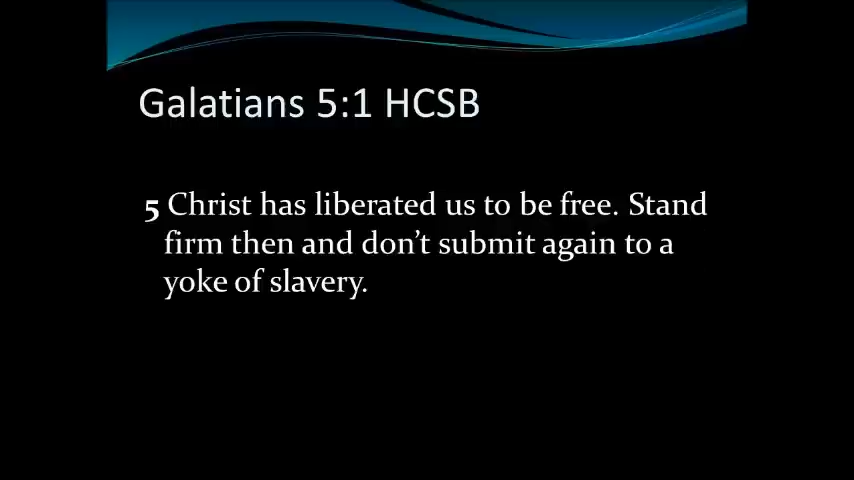 Galatians 5:1 HCSB
5 Christ has liberated us to be free. Stand
firm then and don’t submit again to a
yoke of slavery.